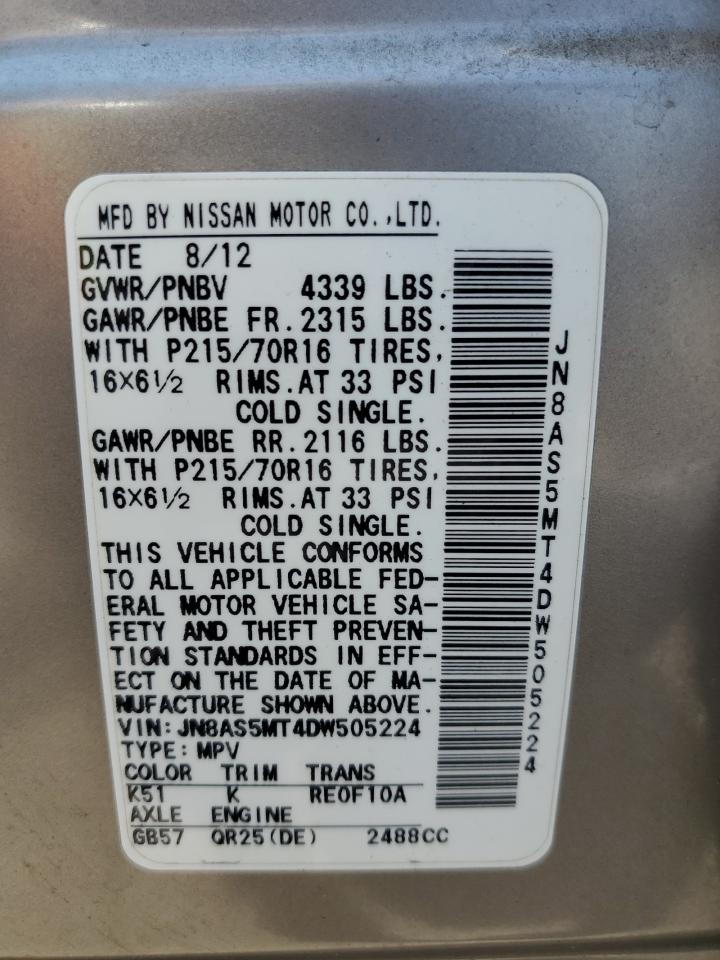 MFD BY NISSAN MOTOR CO.,LTD.
DATE 8/12
GVWR/PNBV 4339 LBS.
GAWR/PNBE FR.2315 LBS.
WITH P215/70R16 TIRES,
16×6½ RIMS.AT 33 PSI
COLD SINGLE.
GAWR/PNBE RR.2116 LBS.
WITH P215/70R16 TIRES,
16×6½ RIMS.AT 33 PSI
COLD SINGLE.
THIS VEHICLE CONFORMS
TO ALL APPLICABLE FED-
ERAL MOTOR VEHICLE SA-
FETY AND THEFT PREVEN-
TION STANDARDS IN EFF-
ECT ON THE DATE OF MA-
NUFACTURE SHOWN ABOVE.
VIN:JN8AS5MT4DW505224
TYPE:MPV
COLOR TRIM TRANS
K51 K RE0F10A
AXLE ENGINE
GB57 QR25(DE) 2488CC
JN8AS5MT4DW505224